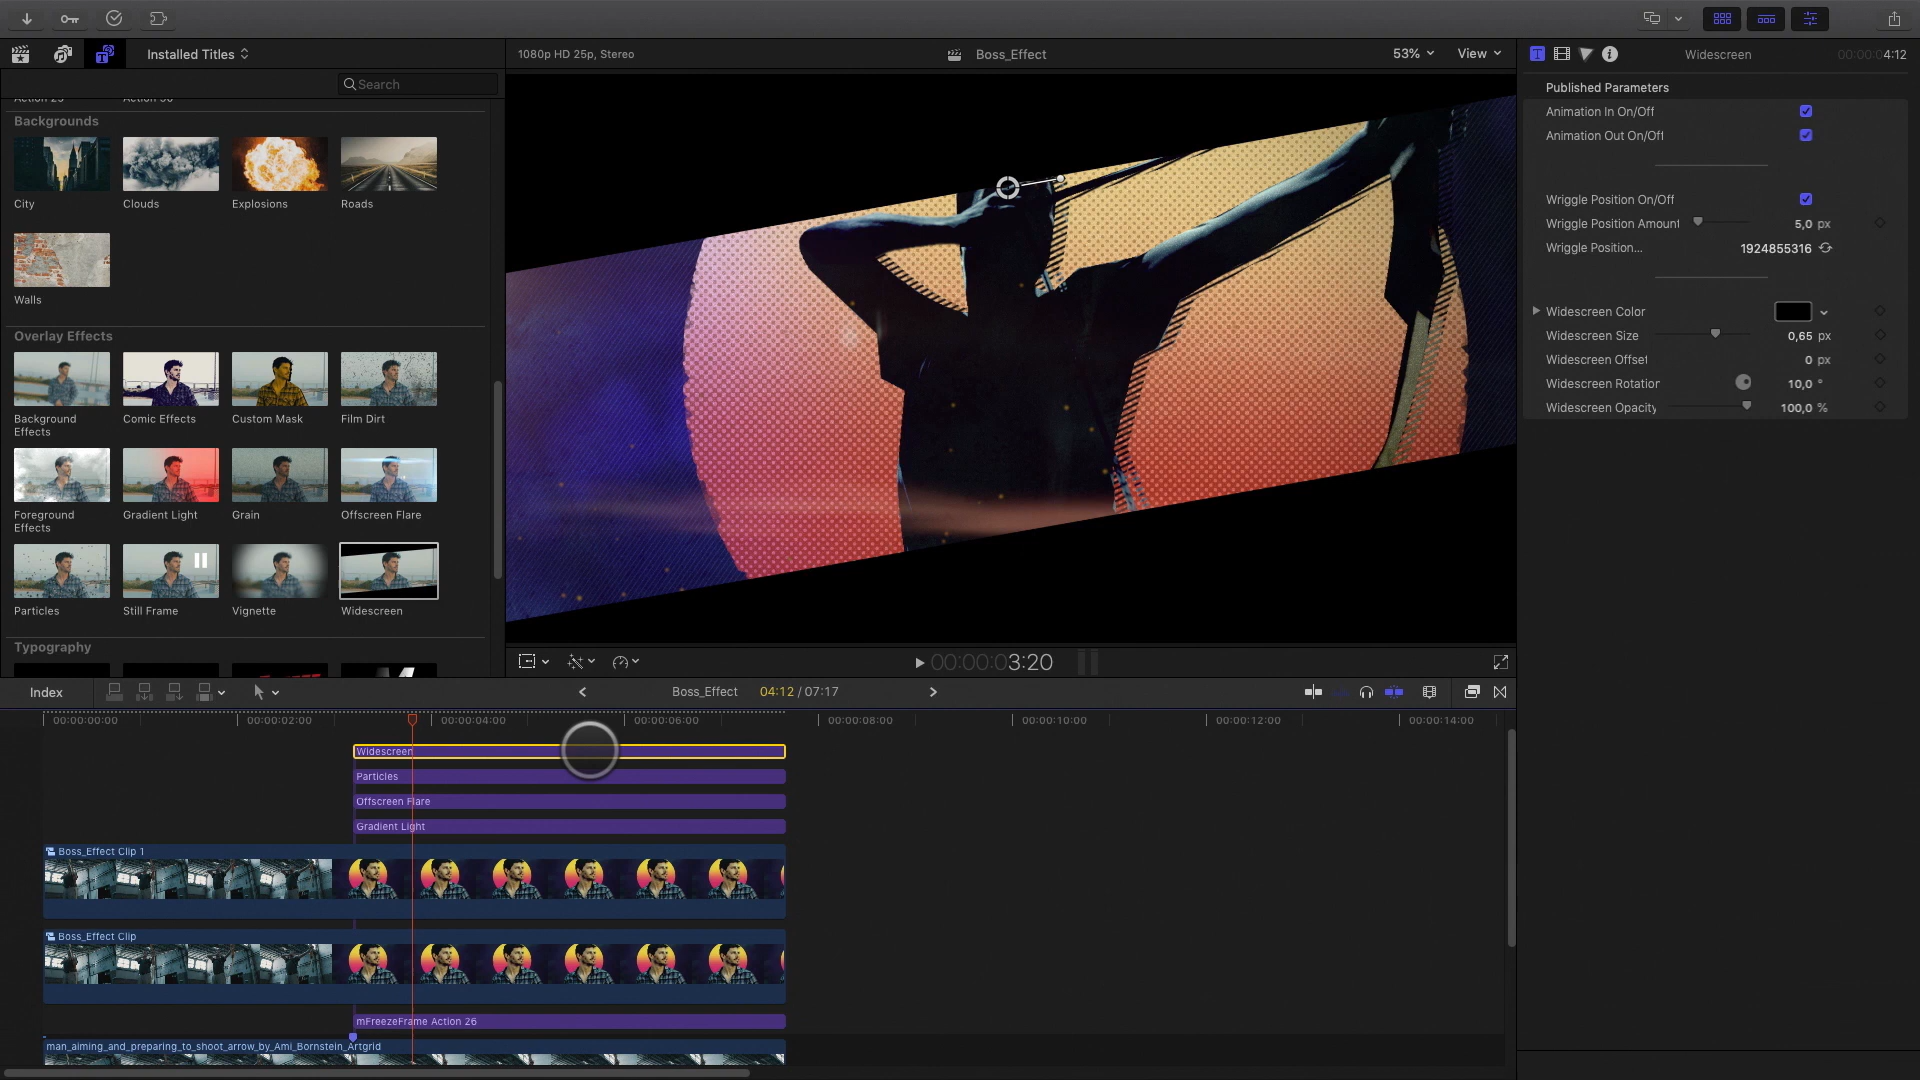 Installed Titles
1080p HD 25p, Stereo
Boss_Effect
53%
View
Widescreen
00:00:04:12
Search
Published Parameters
Animation In On/Off
Animation Out On/Off
Backgrounds
City
Clouds
Explosions
Roads
Wriggle Position On/Off
Wriggle Position Amount
5,0 px
Wriggle Position...
1924855316
Walls
Widescreen Color
Widescreen Size
0,65 px
Widescreen Offset
0 px
Widescreen Rotation
10,0 °
Widescreen Opacity
100,0 %
Overlay Effects
Background
Effects
Comic Effects
Custom Mask
Film Dirt
Foreground
Effects
Gradient Light
Grain
Offscreen Flare
Particles
Still Frame
Vignette
Widescreen
Typography
00:00:03:20
Index
Boss_Effect
04:12 / 07:17
00:00:00:00
00:00:02:00
00:00:04:00
00:00:06:00
00:00:08:00
00:00:10:00
00:00:12:00
00:00:14:00
Widescreen
Particles
Offscreen Flare
Gradient Light
Boss_Effect Clip 1
Boss_Effect Clip
mFreezeFrame Action 26
man_aiming_and_preparing_to_shoot_arrow_by_Ami_Bornstein_Artgrid